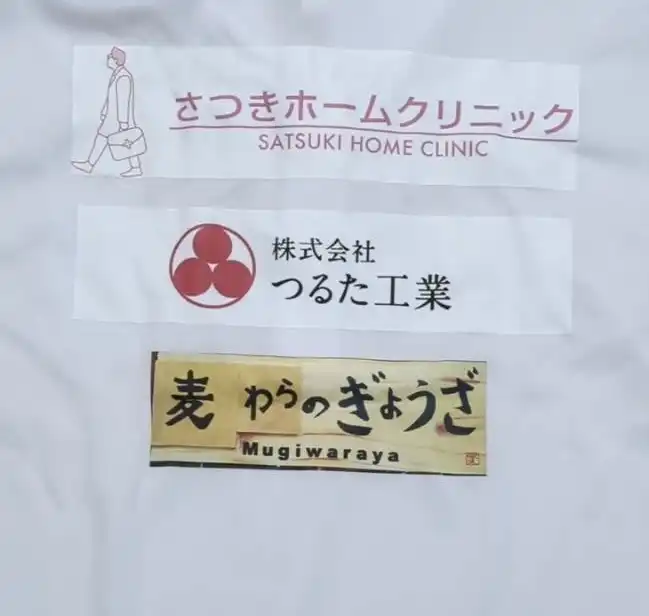 さつきホームクリニック
SATSUKI HOME CLINIC
株式会社
つるた工業
麦わらのぎょうざ
Mugiwaraya